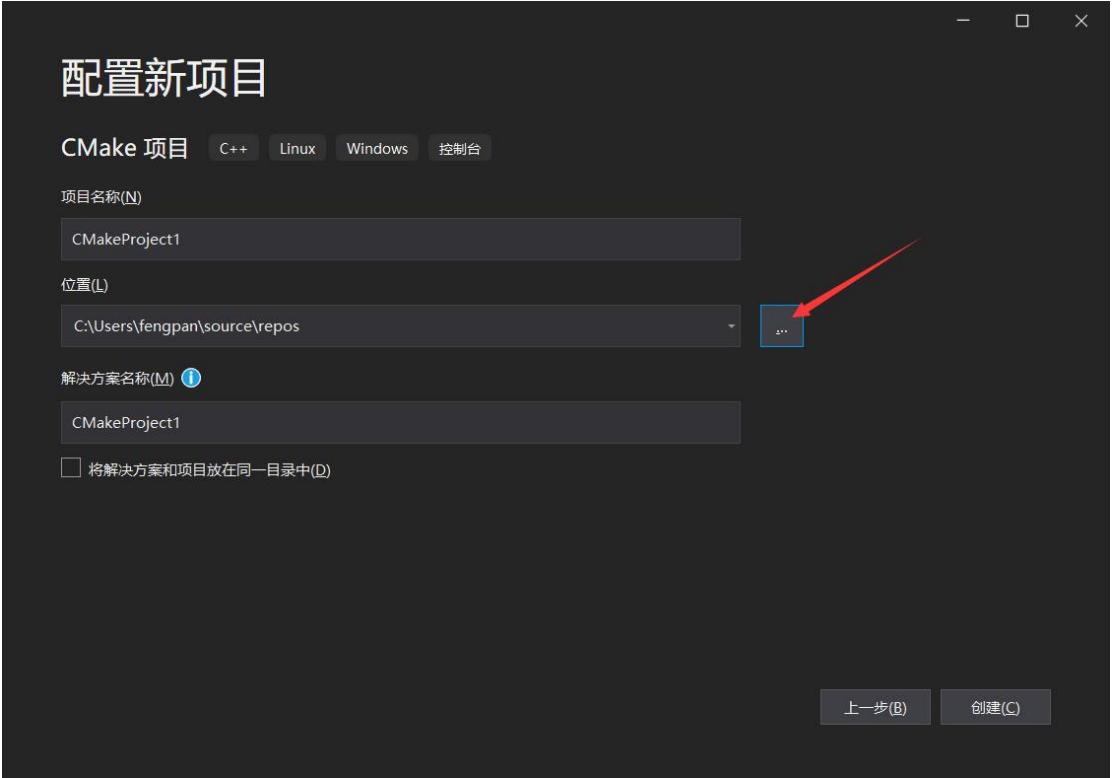 配置新项目
CMake 项目 C++ Linux Windows 控制台
项目名称(N)
CMakeProject1
位置(L)
C:\Users\fengpan\source\repos
...
解决方案名称(M)
CMakeProject1
将解决方案和项目放在同一目录中(D)
上一步(B) 创建(C)